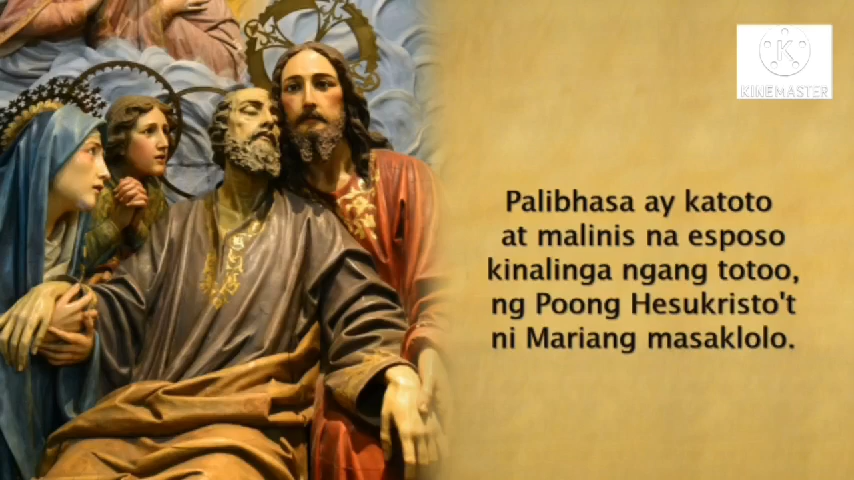 KINEMASTER
Palibhasa ay katoto
at malinis na esposo
kinalinga ngang totoo,
ng Poong Hesukristo't
ni Mariang masaklolo.